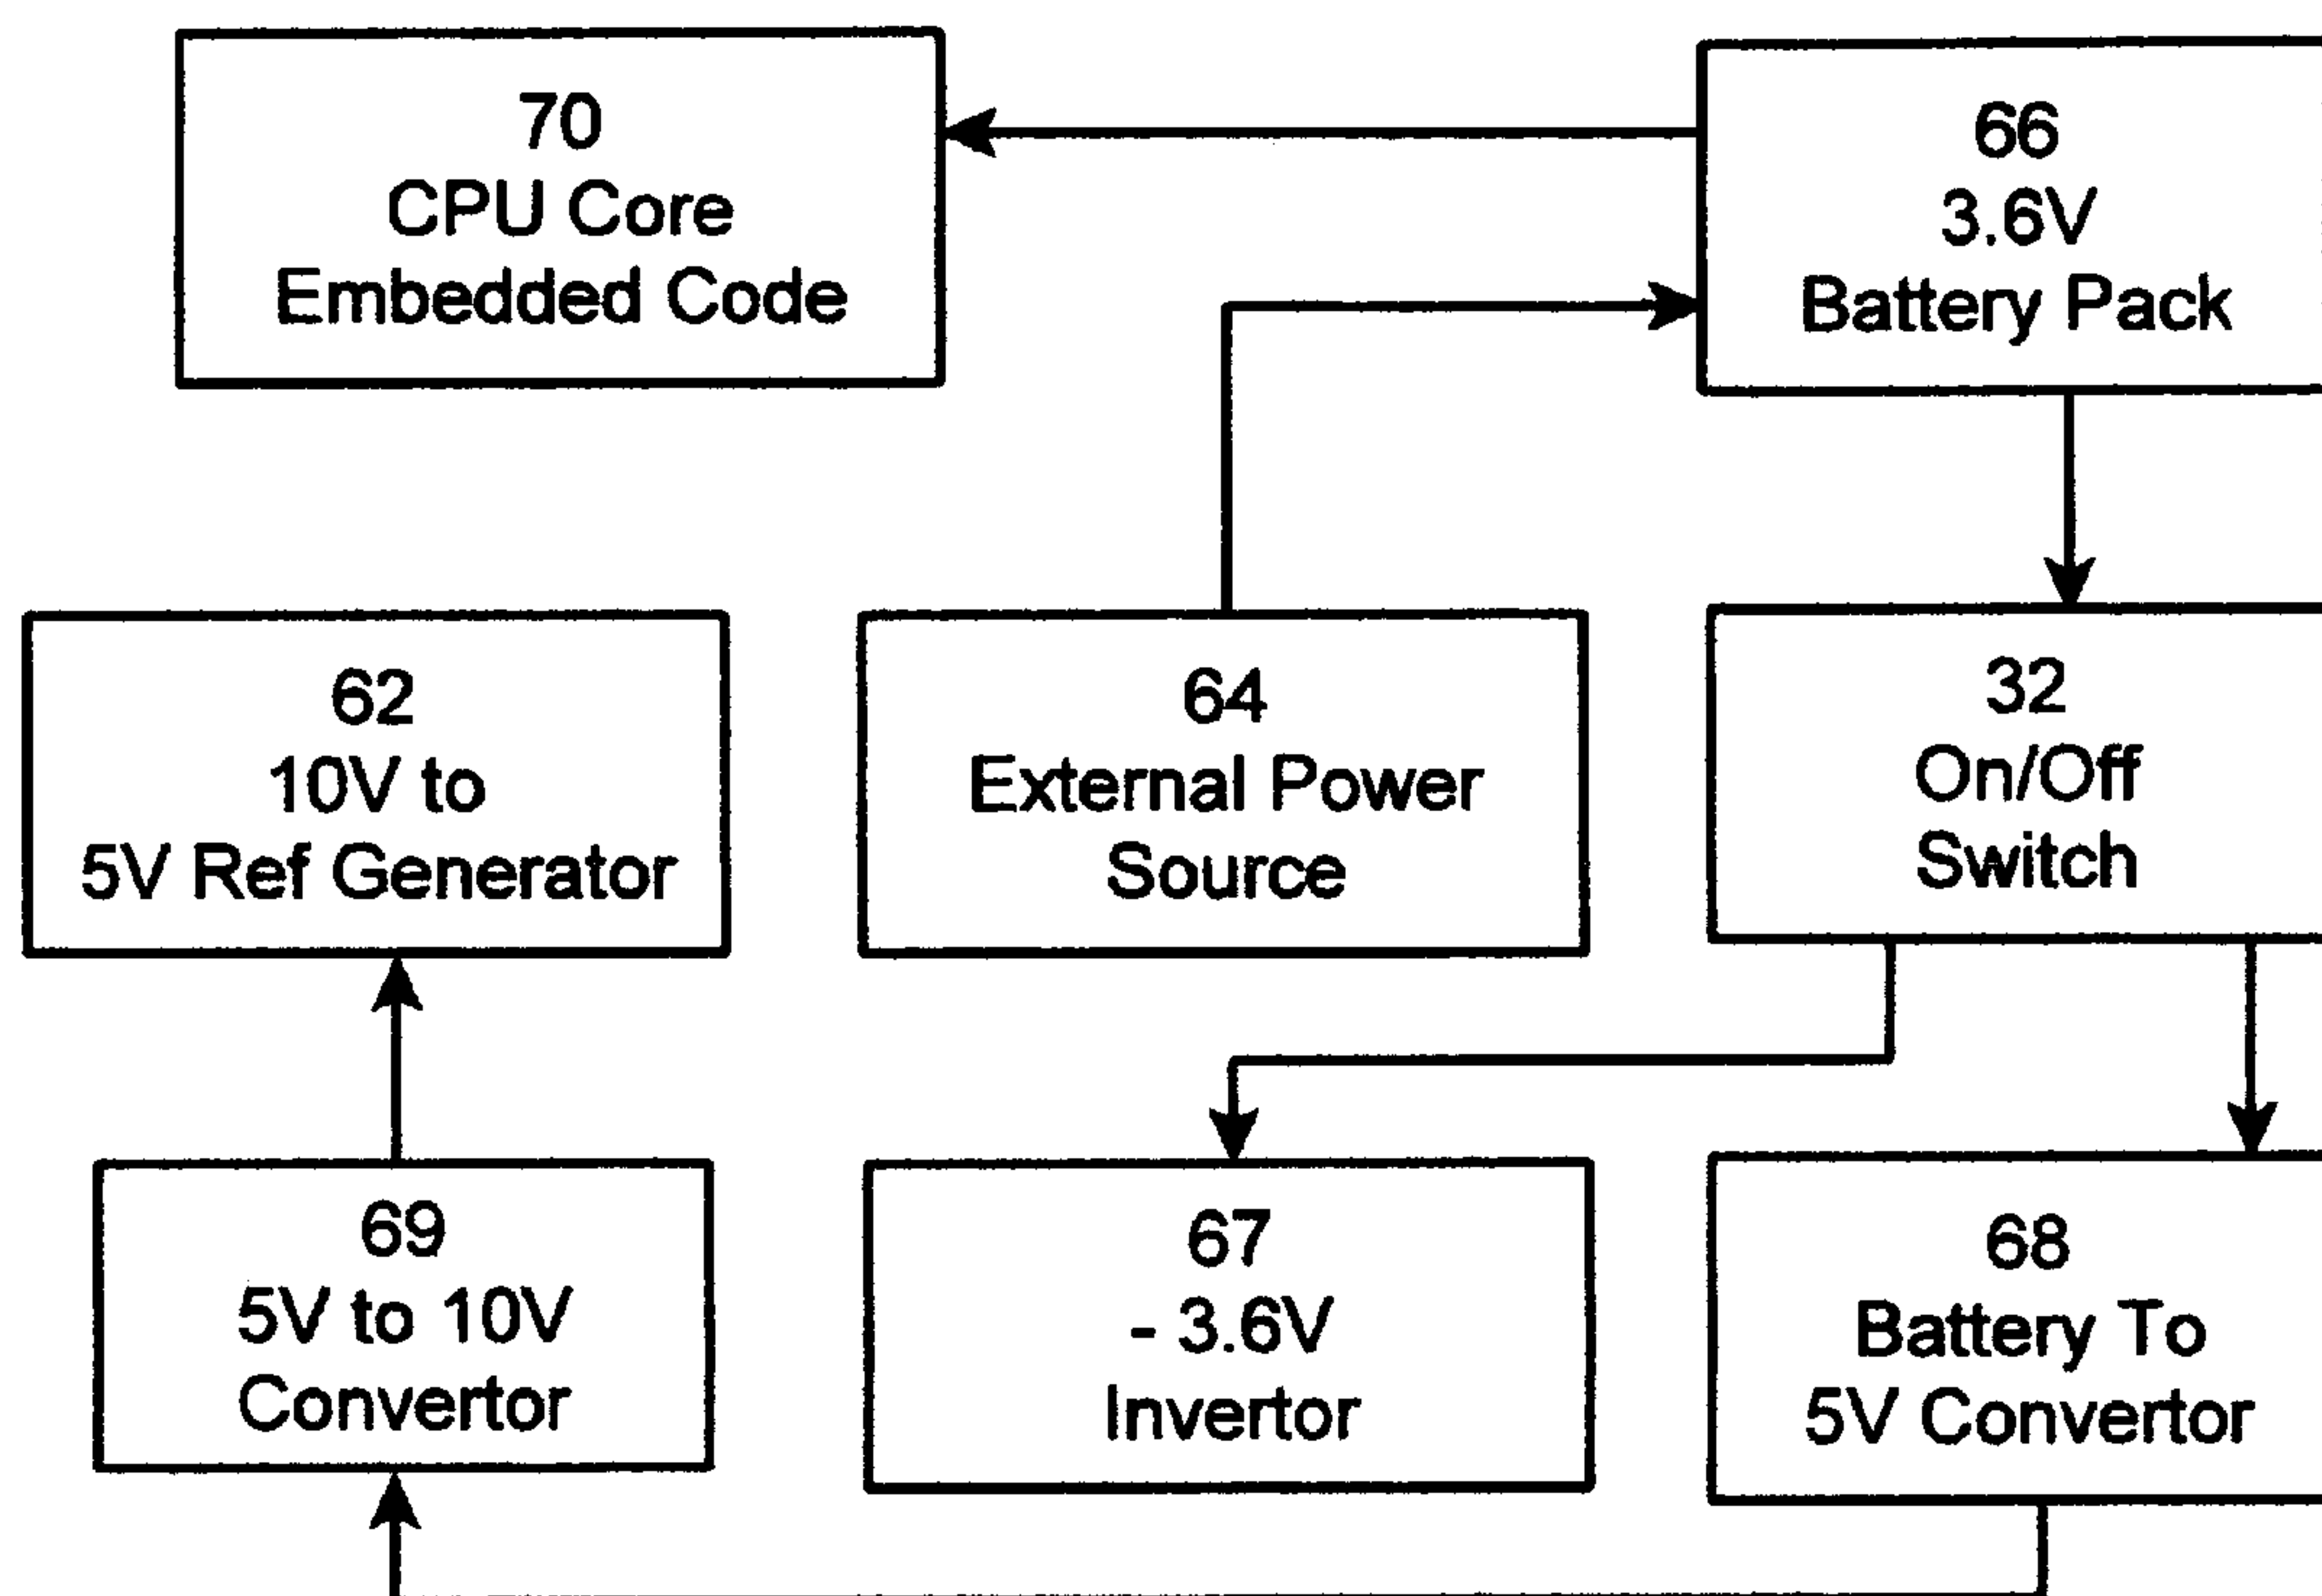 70
CPU Core
Embedded Code
66
3.6V
Battery Pack
62
10V to
5V Ref Generator
64
External Power
Source
32
On/Off
Switch
69
5V to 10V
Convertor
67
- 3.6V
Invertor
68
Battery To
5V Convertor